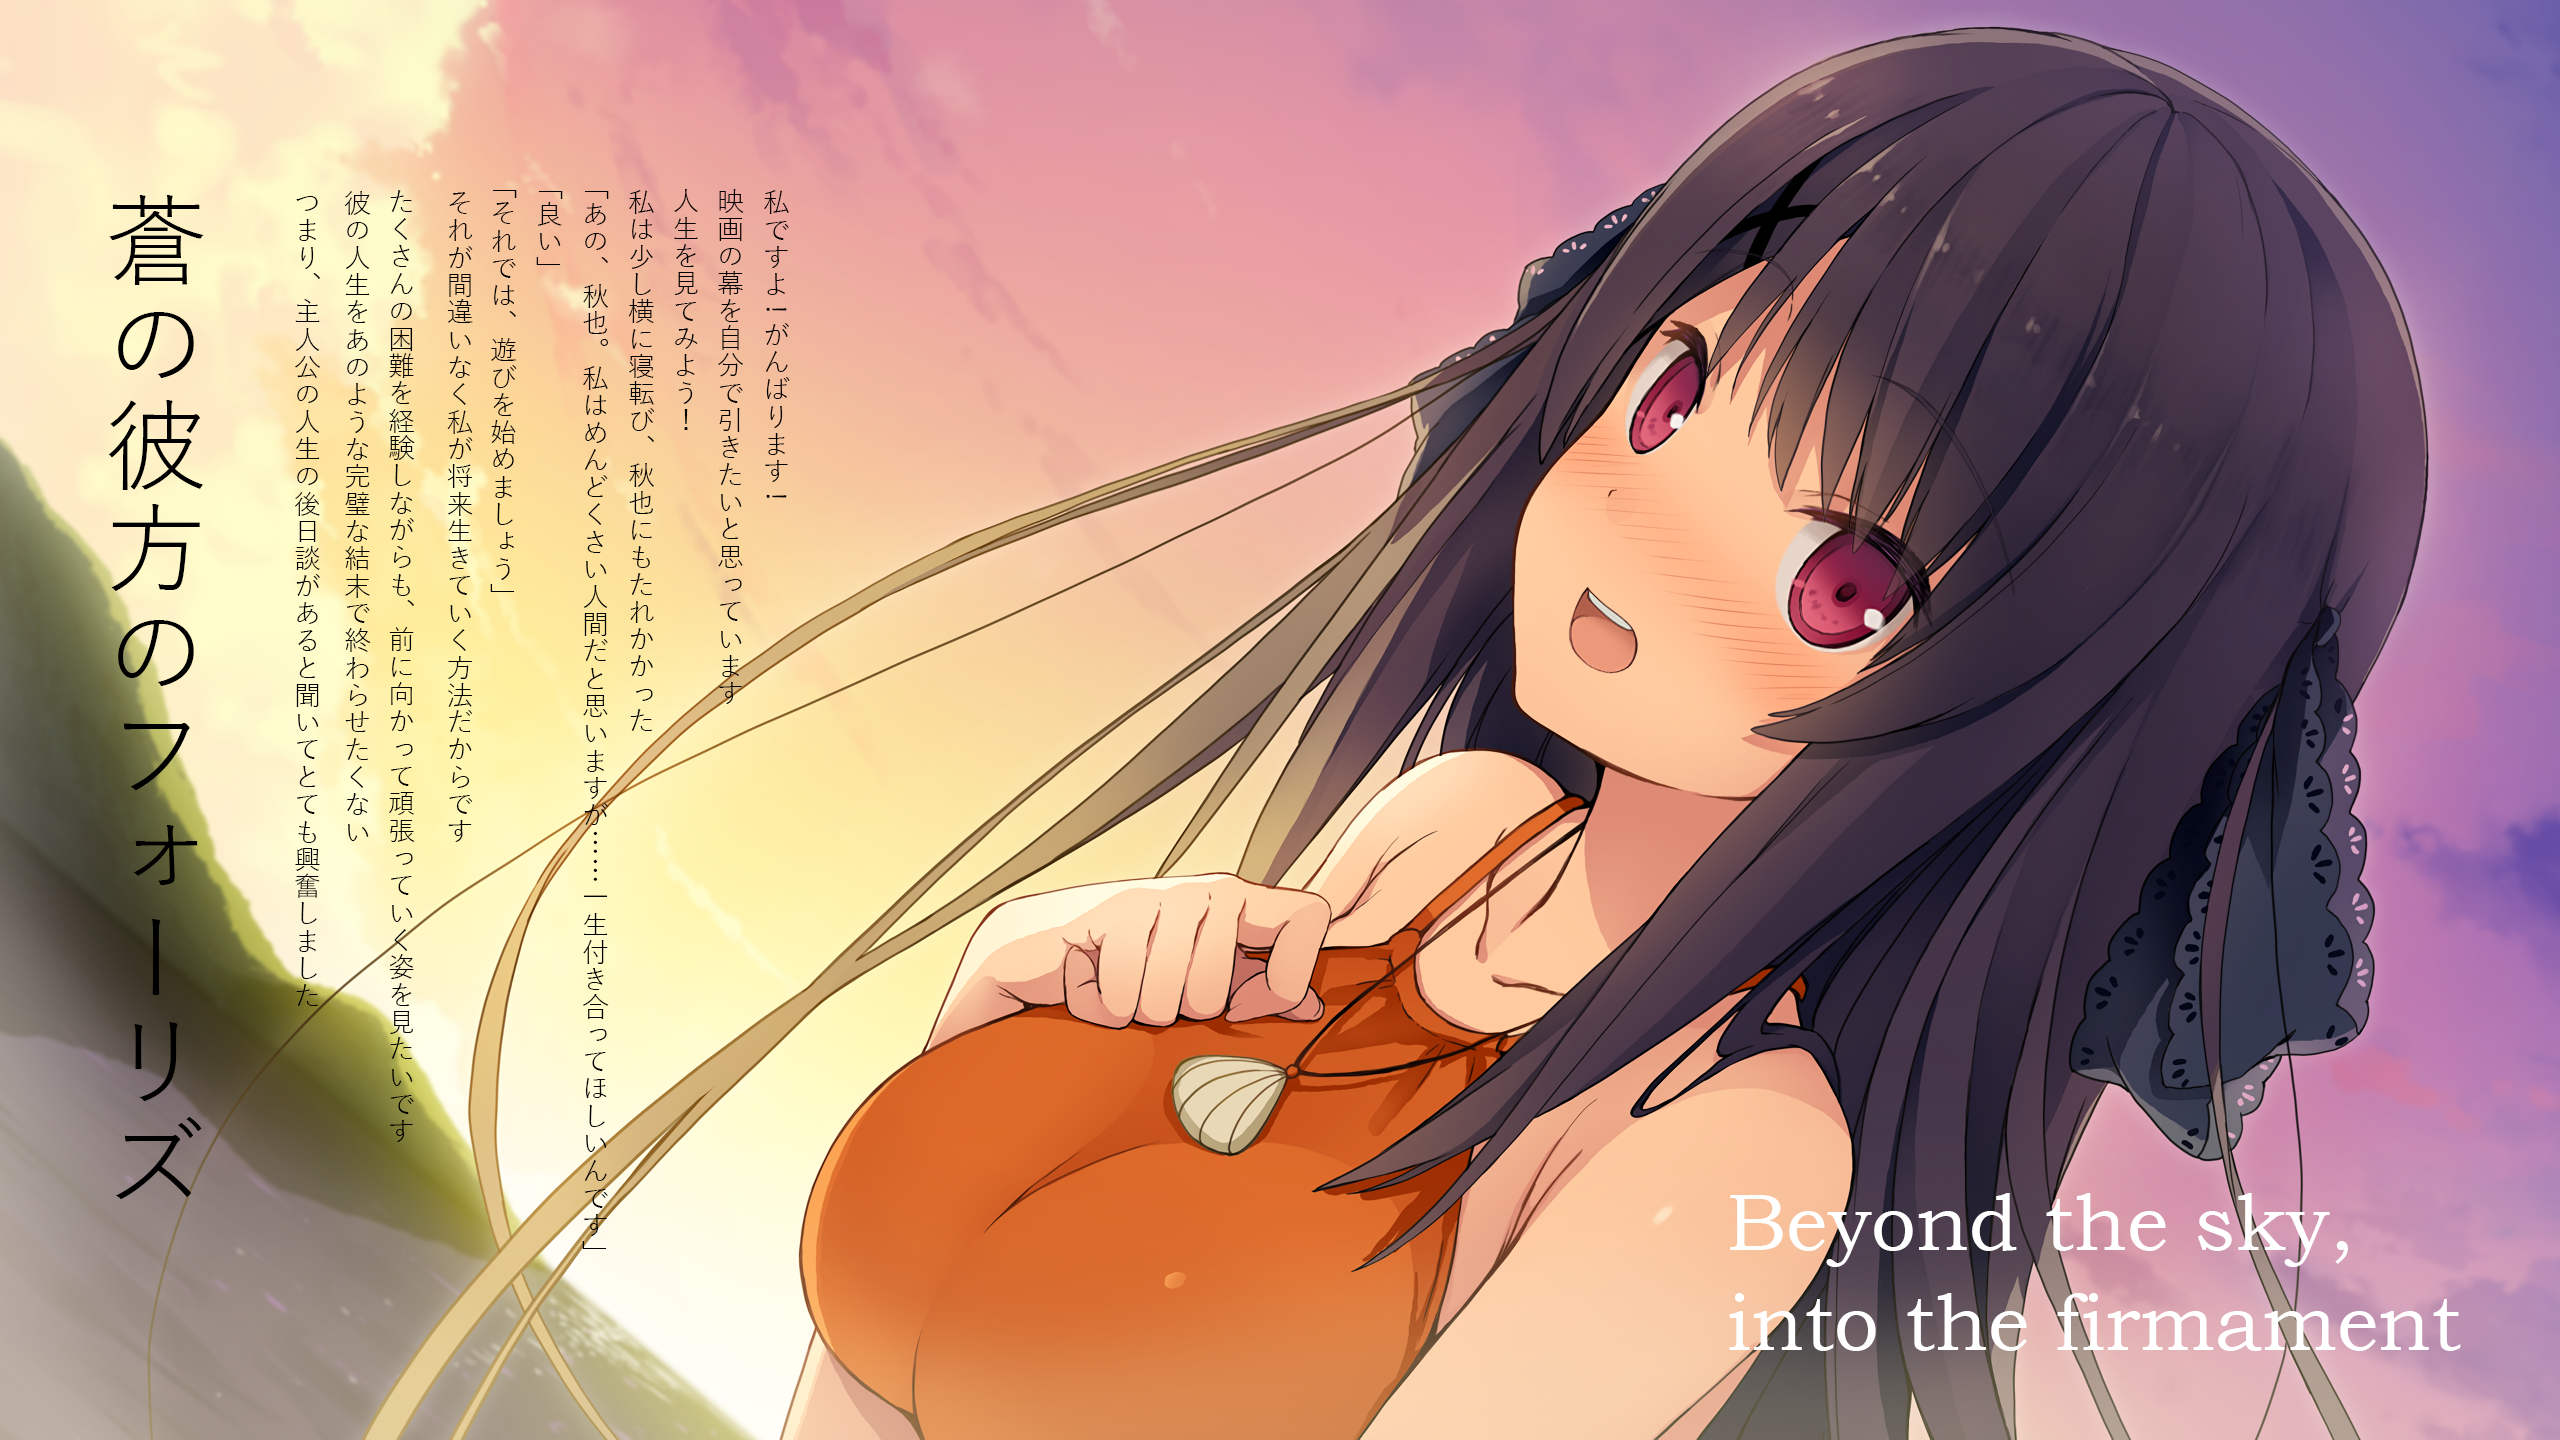 私ですよ！がんばります！
映画の幕を自分で引きたいと思っています
人生を見てみよう！
私は少し横に寝転び、秋也にもたれかかった
「あの、秋也。私はめんどくさい人間だと思いますが……一生付き合ってほしいんです」
「良い」
「それでは、遊びを始めましょう」
それが間違いなく私が将来生きていく方法だからです
たくさんの困難を経験しながらも、前に向かって頑張っていく姿を見たいです
彼の人生をあのような完璧な結末で終わらせたくない
つまり、主人公の人生の後日談があると聞いてとても興奮しました
蒼の彼方のフォーリズ
Beyond the sky,
into the firmament